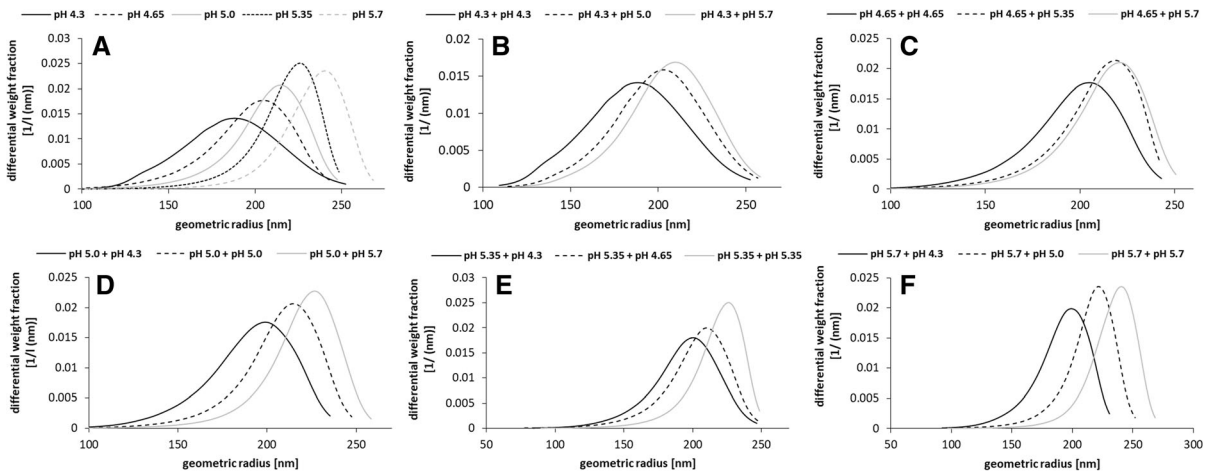 pH 4.3 pH 4.65 pH 5.0 pH 5.35 pH 5.7
A
differential weight fraction
[1/l (nm)]
0.03
0.025
0.02
0.015
0.01
0.005
0
100 150 200 250
geometric radius [nm]
pH 4.3 + pH 4.3 pH 4.3 + pH 5.0 pH 4.3 + pH 5.7
B
differential weight fraction
[1/ (nm)]
0.02
0.015
0.01
0.005
0
100 150 200 250
geometric radius [nm]
pH 4.65 + pH 4.65 pH 4.65 + pH 5.35 pH 4.65 + pH 5.7
C
differential weight fraction
[1/ (nm)]
0.025
0.02
0.015
0.01
0.005
0
100 150 200 250
geometric radius [nm]
pH 5.0 + pH 4.3 pH 5.0 + pH 5.0 pH 5.0 + pH 5.7
D
differential weight fraction
[1/l (nm)]
0.025
0.02
0.015
0.01
0.005
0
100 150 200 250
geometric radius [nm]
pH 5.35 + pH 4.3 pH 5.35 + pH 4.65 pH 5.35 + pH 5.35
E
differential weight fraction
[1/ (nm)]
0.03
0.025
0.02
0.015
0.01
0.005
0
50 100 150 200 250
geometric radius [nm]
pH 5.7 + pH 4.3 pH 5.7 + pH 5.0 pH 5.7 + pH 5.7
F
differential weight fraction
[1/ (nm)]
0.025
0.02
0.015
0.01
0.005
0
50 100 150 200 250 300
geometric radius [nm]